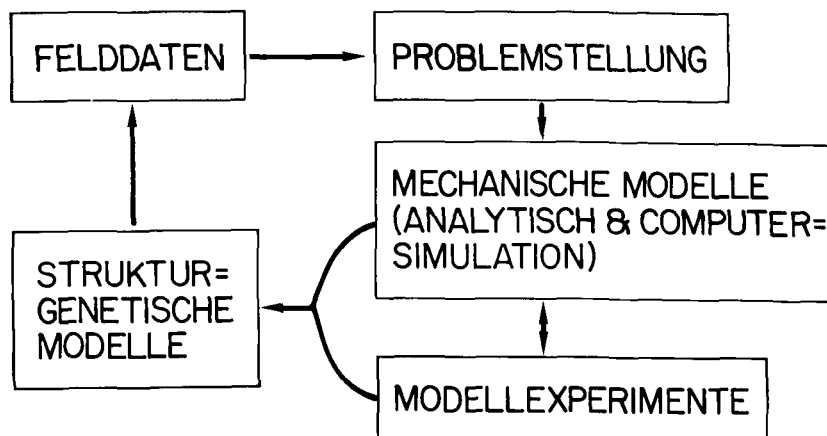 FELDDATEN
PROBLEMSTELLUNG
MECHANISCHE MODELLE
(ANALYTISCH & COMPUTER=
SIMULATION)
STRUKTUR=
GENETISCHE
MODELLE
MODELLEXPERIMENTE